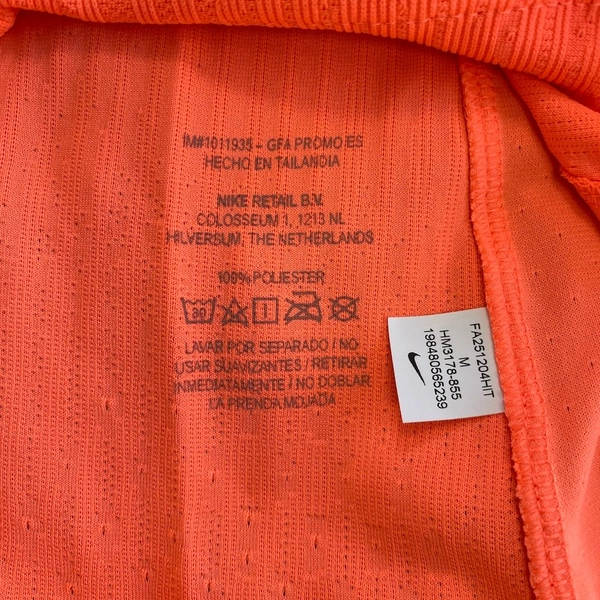 IM#1011935 - GFA PROMO ES
HECHO EN TAILANDIA
NIKE RETAIL B.V.
COLOSSEUM 1, 1213 NL
HILVERSUM, THE NETHERLANDS
100% POLIESTER
30
LAVAR POR SEPARADO / NO
USAR SUAVIZANTES / RETIRAR
INMEDIATAMENTE / NO DOBLAR
LA PRENDA MOJADA
FA251204HIT
M
HM3178-855
198480565239